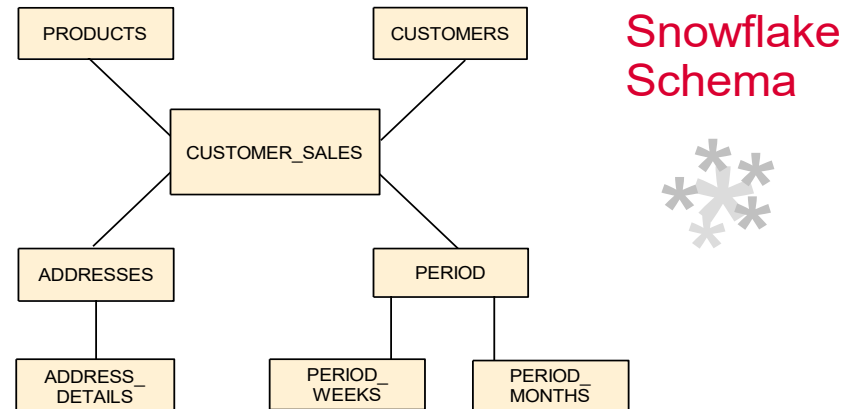 PRODUCTS
CUSTOMERS
Snowflake
Schema
CUSTOMER_SALES
ADDRESSES
PERIOD
ADDRESS_
DETAILS
PERIOD_
WEEKS
PERIOD_
MONTHS